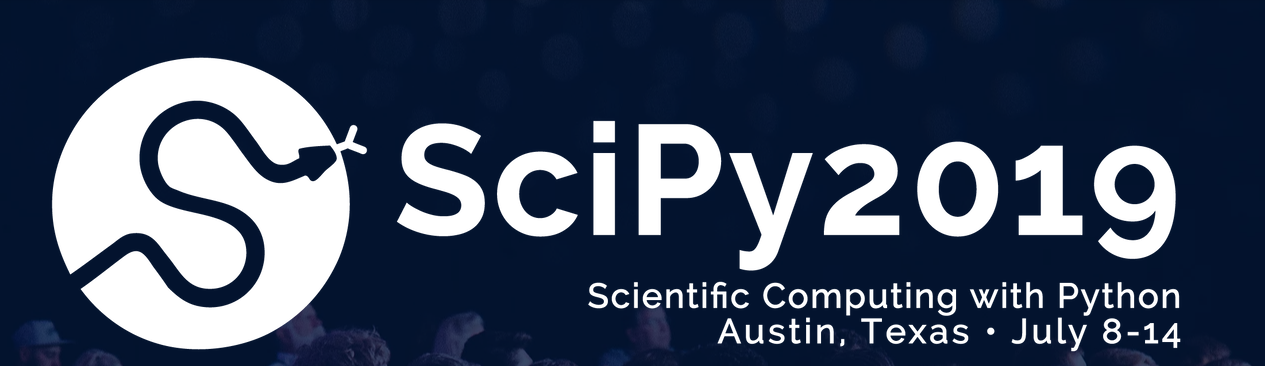 SciPy2019
Scientific Computing with Python
Austin, Texas • July 8-14